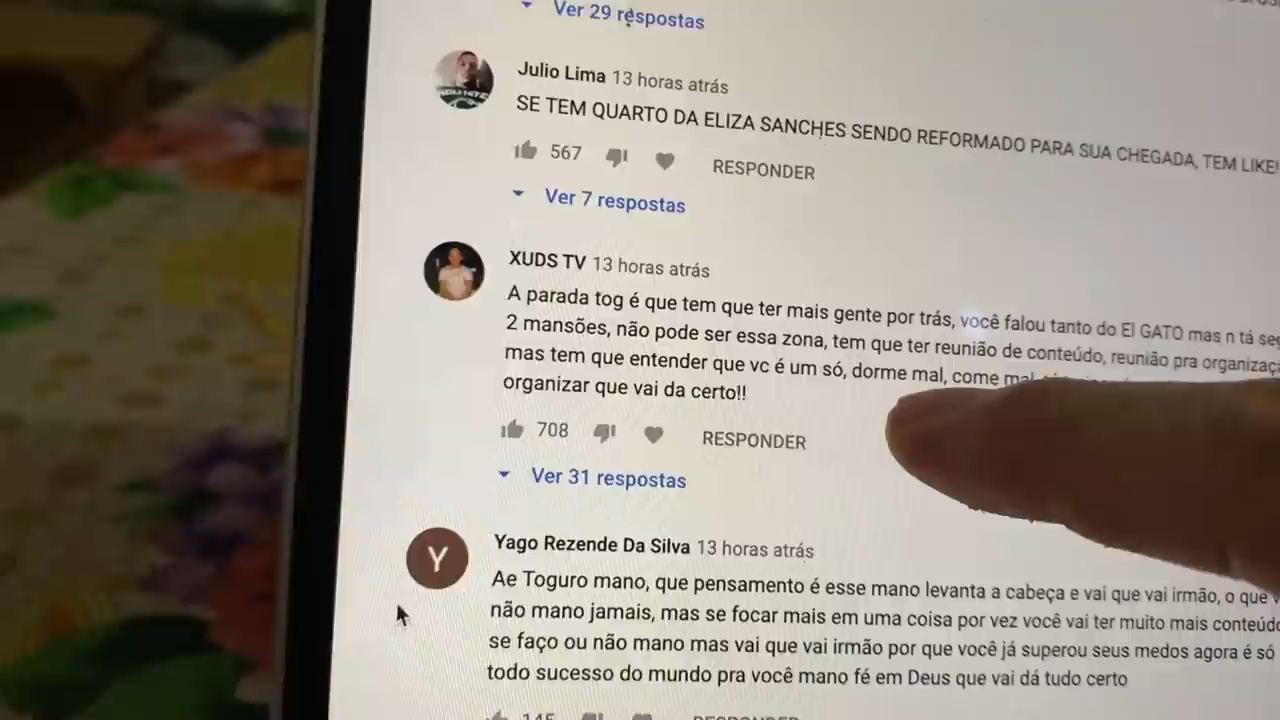 Ver 29 respostas
Julio Lima 13 horas atrás
SE TEM QUARTO DA ELIZA SANCHES SENDO REFORMADO PARA SUA CHEGADA, TEM LIKE!
567 RESPONDER
Ver 7 respostas
XUDS TV 13 horas atrás
A parada tog é que tem que ter mais gente por trás, você falou tanto do El GATO mas n tá
2 mansões, não pode ser essa zona, tem que ter reunião de conteúdo, reunião pra
mas tem que entender que vc é um só, dorme mal, come
organizar que vai da certo!!
708 RESPONDER
Ver 31 respostas
Y
Yago Rezende Da Silva 13 horas atrás
Ae Toguro mano, que pensamento é esse mano levanta a cabeça e vai que vai irmão, o que
não mano jamais, mas se focar mais em uma coisa por vez você vai ter muito mais
se faço ou não mano mas vai que vai irmão por que você já superou seus medos agora é só
todo sucesso do mundo pra você mano fé em Deus que vai dá tudo certo
145 RESPONDER